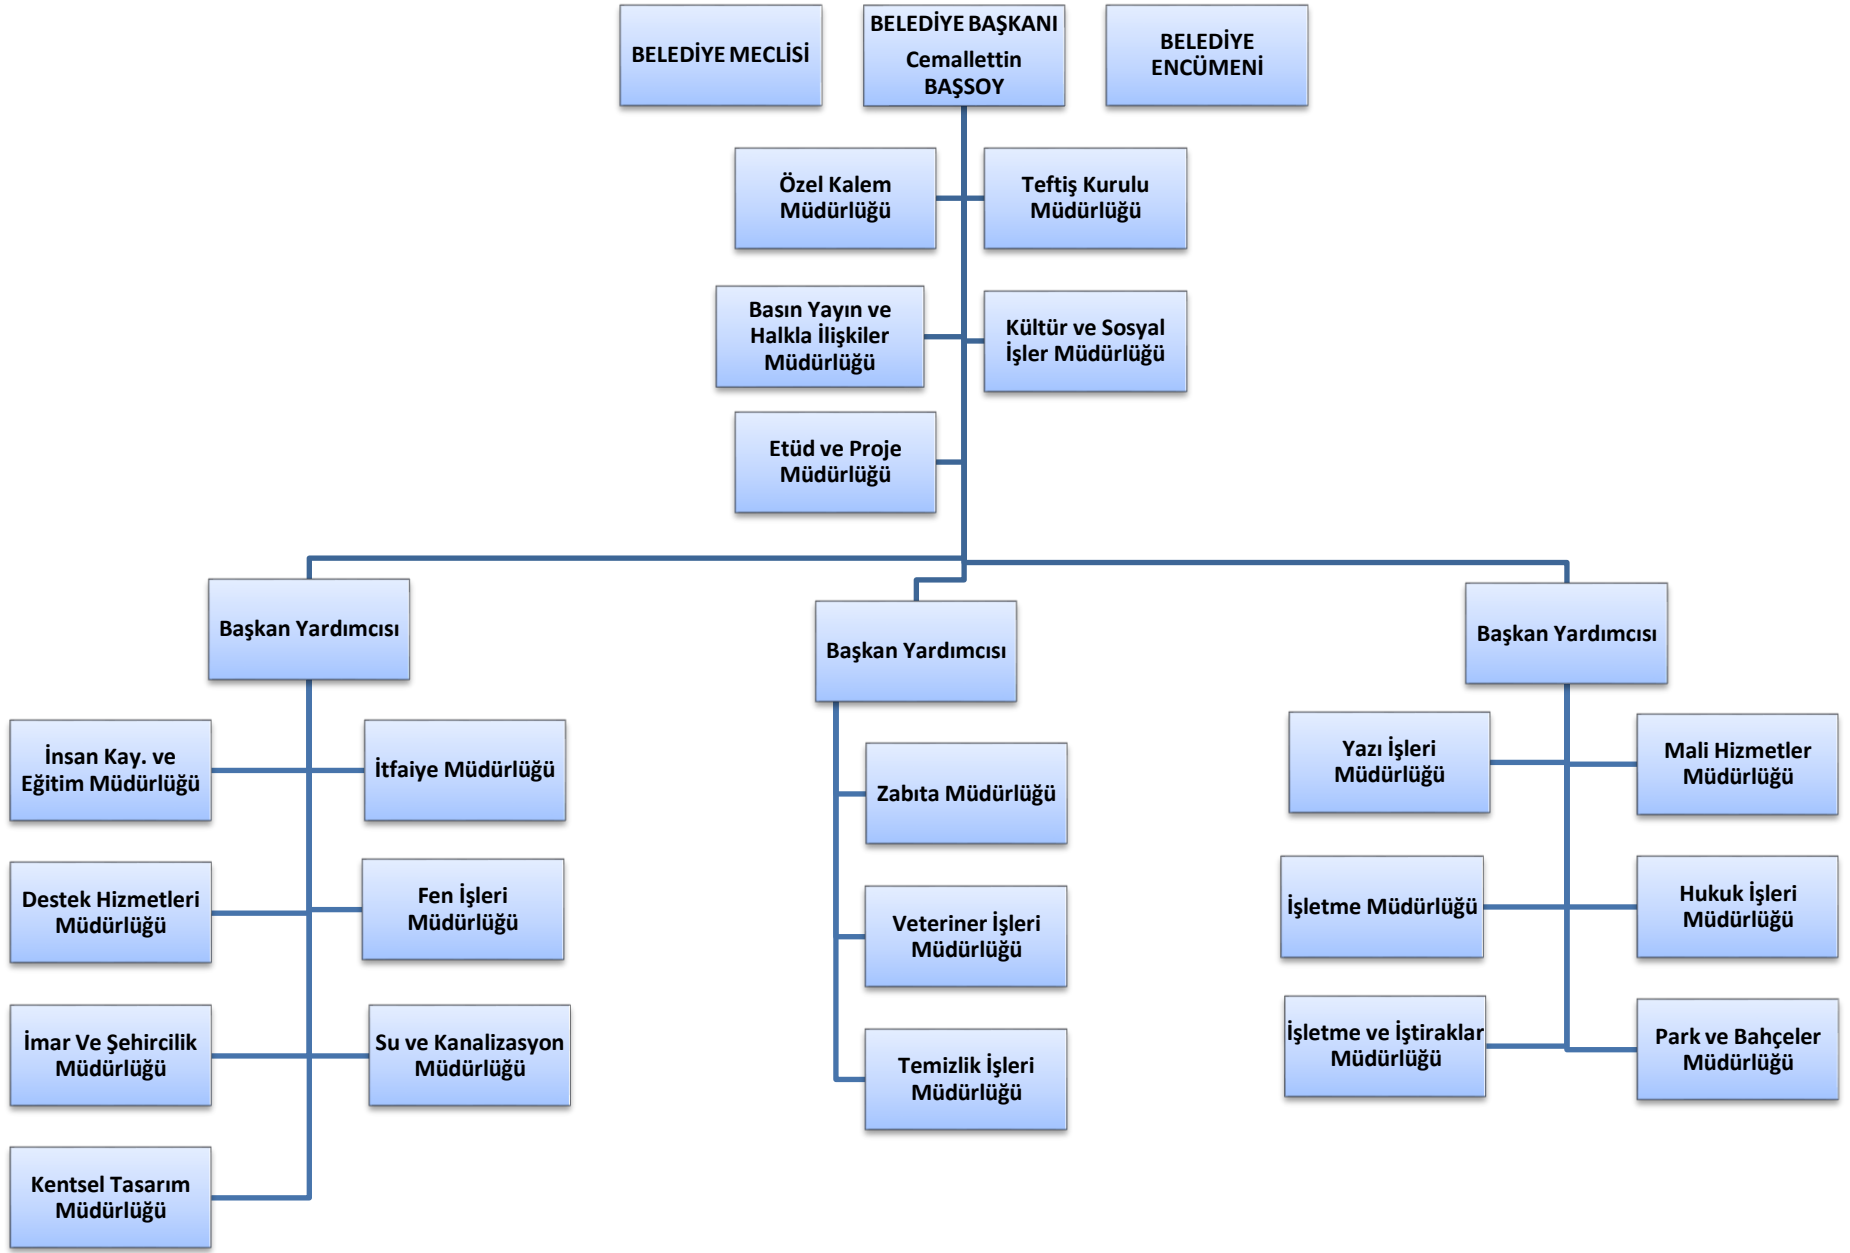 BELEDİYE MECLİSİ
BELEDİYE BAŞKANI
Cemallettin
BAŞSOY
BELEDİYE
ENCÜMENİ
Özel Kalem
Müdürlüğü
Teftiş Kurulu
Müdürlüğü
Basın Yayın ve
Halkla İlişkiler
Müdürlüğü
Kültür ve Sosyal
İşler Müdürlüğü
Etüd ve Proje
Müdürlüğü
Başkan Yardımcısı
Başkan Yardımcısı
Başkan Yardımcısı
İnsan Kay. ve
Eğitim Müdürlüğü
İtfaiye Müdürlüğü
Destek Hizmetleri
Müdürlüğü
Fen İşleri
Müdürlüğü
İmar Ve Şehircilik
Müdürlüğü
Su ve Kanalizasyon
Müdürlüğü
Kentsel Tasarım
Müdürlüğü
Zabıta Müdürlüğü
Veteriner İşleri
Müdürlüğü
Temizlik İşleri
Müdürlüğü
Yazı İşleri
Müdürlüğü
Mali Hizmetler
Müdürlüğü
İşletme Müdürlüğü
Hukuk İşleri
Müdürlüğü
İşletme ve İştiraklar
Müdürlüğü
Park ve Bahçeler
Müdürlüğü